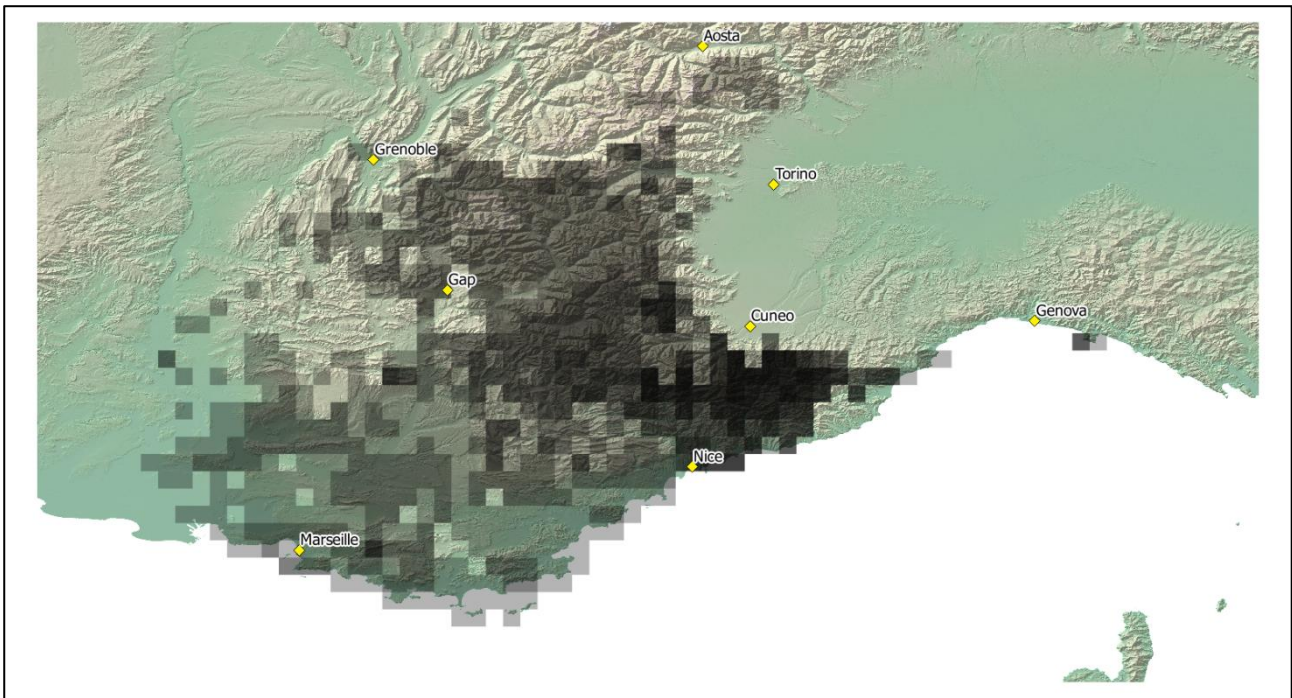 Aosta
Grenoble
Torino
Gap
Cuneo
Genova
Nice
Marseille